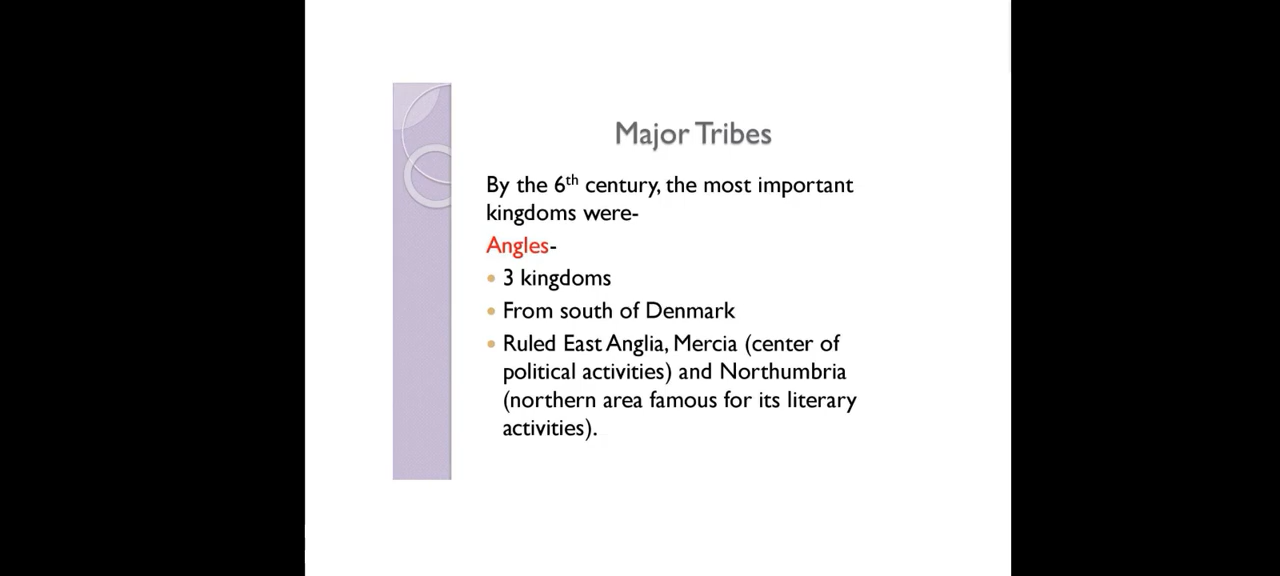 Major Tribes
By the 6th century, the most important
kingdoms were-
Angles-
• 3 kingdoms
• From south of Denmark
• Ruled East Anglia, Mercia (center of
political activities) and Northumbria
(northern area famous for its literary
activities).